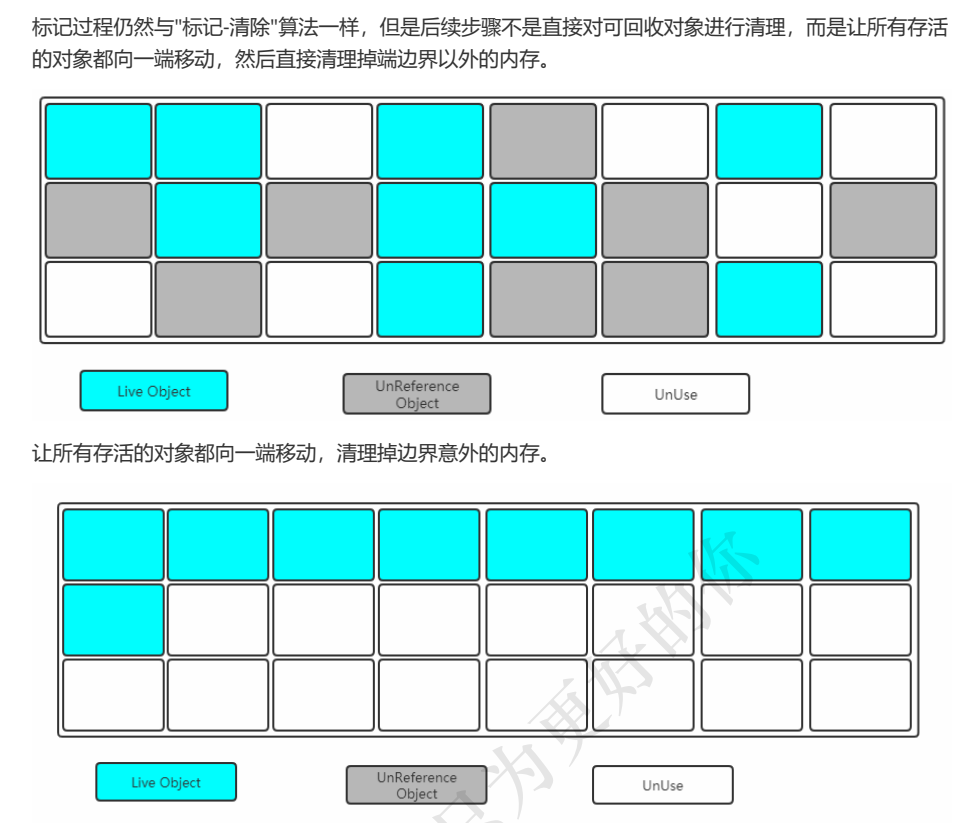 标记过程仍然与"标记-清除"算法一样，但是后续步骤不是直接对可回收对象进行清理，而是让所有存活
的对象都向一端移动，然后直接清理掉端边界以外的内存。
Live Object
UnReference
Object
UnUse
让所有存活的对象都向一端移动，清理掉边界意外的内存。
Live Object
UnReference
Object
UnUse
为更好的你